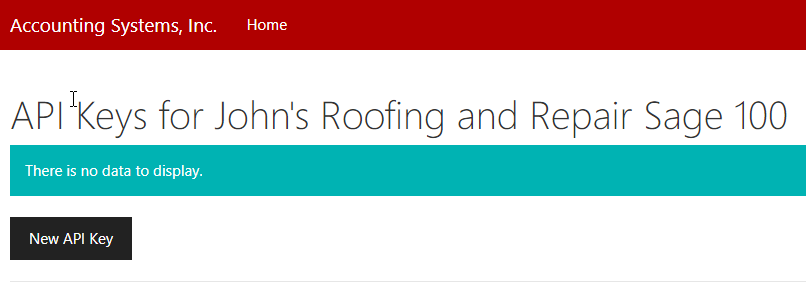 Accounting Systems, Inc. Home
API Keys for John's Roofing and Repair Sage 100
There is no data to display.
New API Key